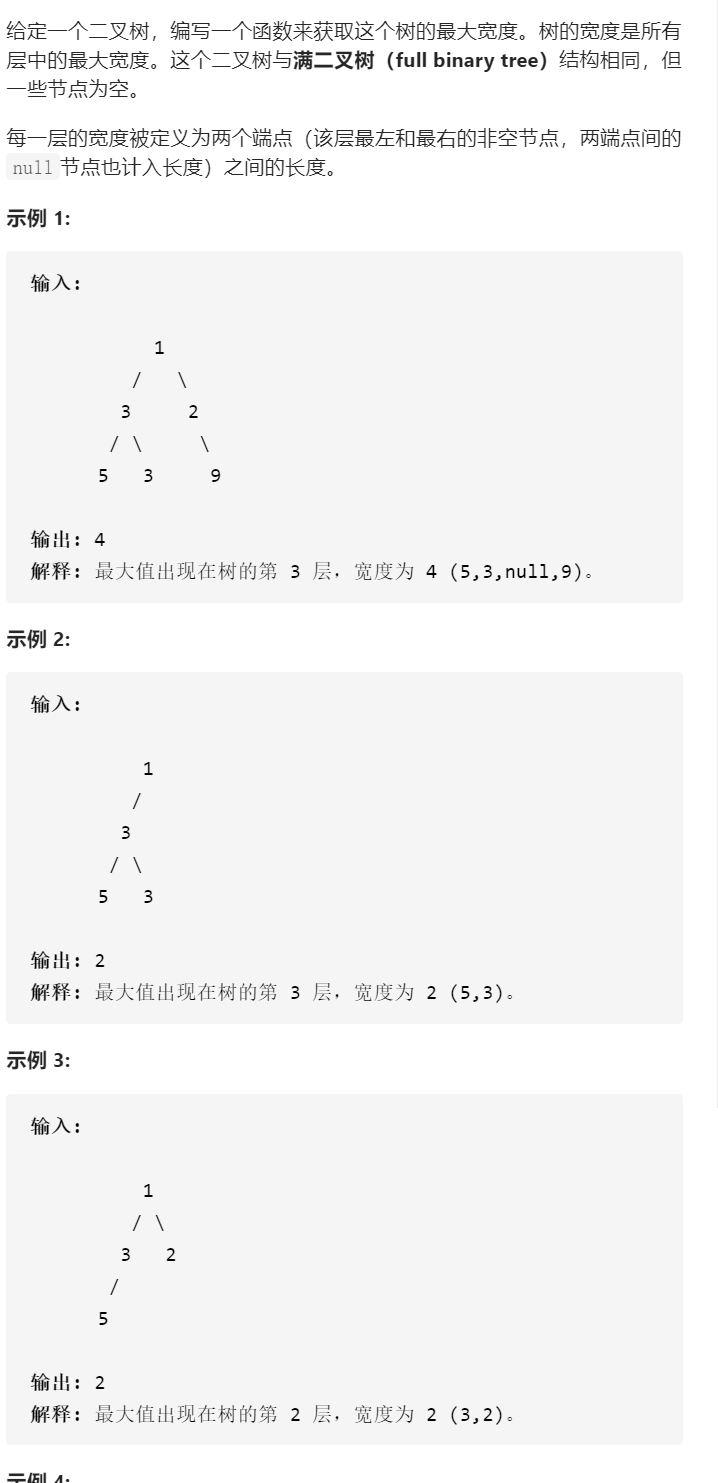 给定一个二叉树，编写一个函数来获取这个树的最大宽度。树的宽度是所有
层中的最大宽度。这个二叉树与满二叉树（full binary tree）结构相同，但
一些节点为空。
每一层的宽度被定义为两个端点（该层最左和最右的非空节点，两端点间的
null节点也计入长度）之间的长度。
示例 1:
输入:
1
/ \
3 2
/ \ \
5 3 9
输出: 4
解释: 最大值出现在树的第 3 层，宽度为 4 (5,3,null,9)。
示例 2:
输入:
1
/
3
/ \
5 3
输出: 2
解释: 最大值出现在树的第 3 层，宽度为 2 (5,3)。
示例 3:
输入:
1
/ \
3 2
/
5
输出: 2
解释: 最大值出现在树的第 2 层，宽度为 2 (3,2)。
示例 4: